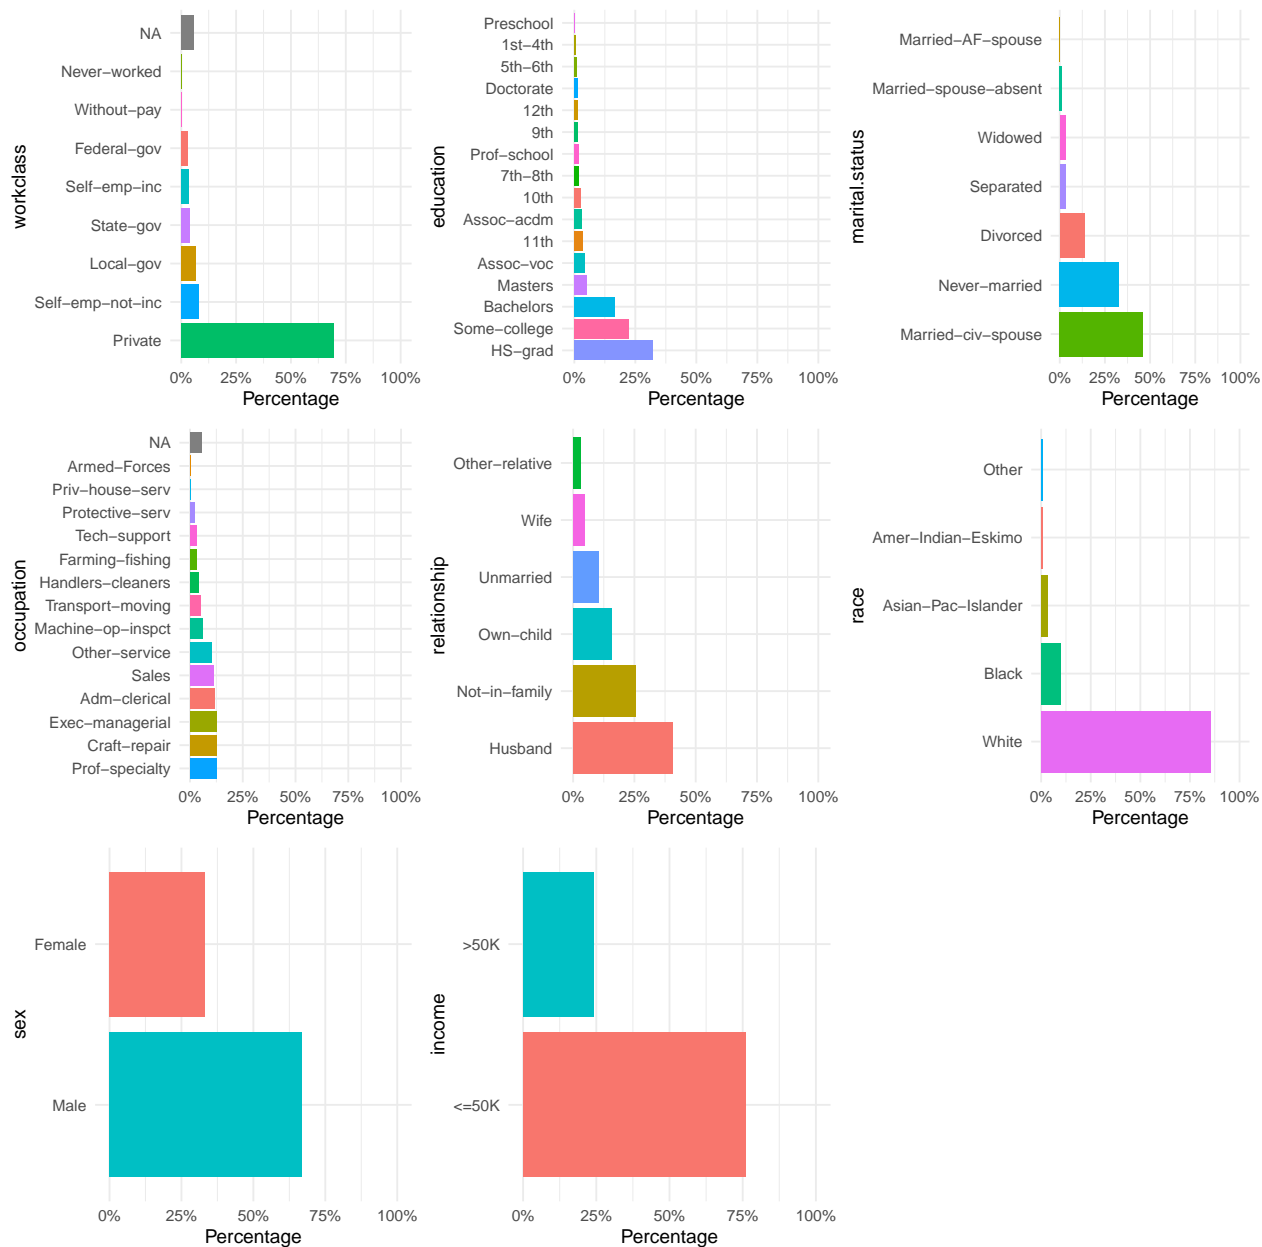 workclass
NA
Never-worked
Without-pay
Federal-gov
Self-emp-inc
State-gov
Local-gov
Self-emp-not-inc
Private
0% 25% 50% 75% 100%
Percentage
education
Preschool
1st-4th
5th-6th
Doctorate
12th
9th
Prof-school
7th-8th
10th
Assoc-acdm
11th
Assoc-voc
Masters
Bachelors
Some-college
HS-grad
0% 25% 50% 75% 100%
Percentage
marital.status
Married-AF-spouse
Married-spouse-absent
Widowed
Separated
Divorced
Never-married
Married-civ-spouse
0% 25% 50% 75% 100%
Percentage
occupation
NA
Armed-Forces
Priv-house-serv
Protective-serv
Tech-support
Farming-fishing
Handlers-cleaners
Transport-moving
Machine-op-inspct
Other-service
Sales
Adm-clerical
Exec-managerial
Craft-repair
Prof-specialty
0% 25% 50% 75% 100%
Percentage
relationship
Other-relative
Wife
Unmarried
Own-child
Not-in-family
Husband
0% 25% 50% 75% 100%
Percentage
race
Other
Amer-Indian-Eskimo
Asian-Pac-Islander
Black
White
0% 25% 50% 75% 100%
Percentage
sex
Female
Male
0% 25% 50% 75% 100%
Percentage
income
>50K
<=50K
0% 25% 50% 75% 100%
Percentage